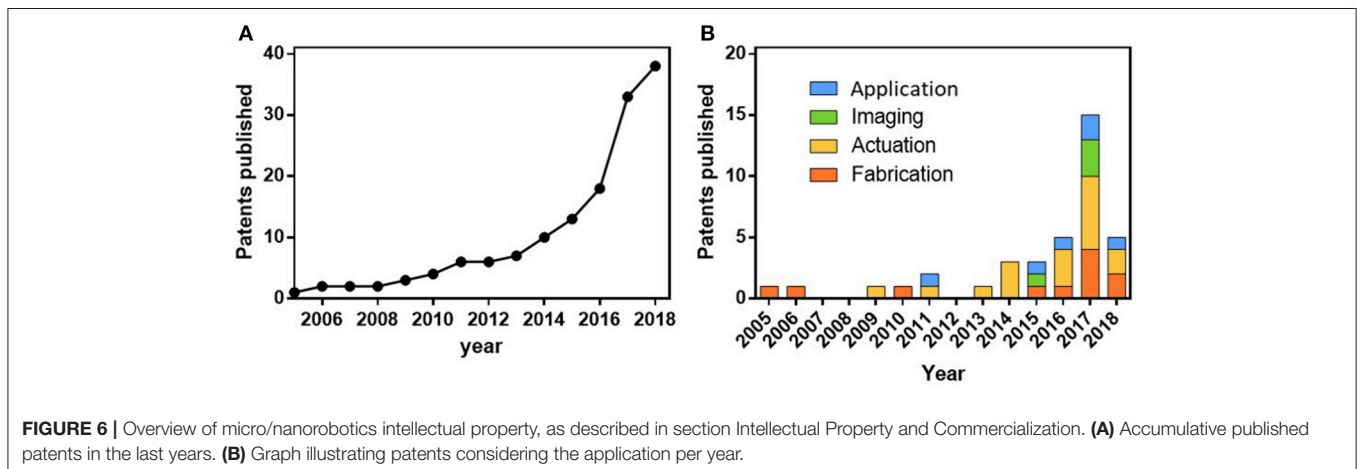 A
Patents published
40
30
20
10
0
2006 2008 2010 2012 2014 2016 2018
year
B
Patents published
20
15
10
5
0
Application
Imaging
Actuation
Fabrication
2005 2006 2007 2008 2009 2010 2011 2012 2013 2014 2015 2016 2017 2018
Year
FIGURE 6 | Overview of micro/nanorobotics intellectual property, as described in section Intellectual Property and Commercialization. (A) Accumulative published
patents in the last years. (B) Graph illustrating patents considering the application per year.